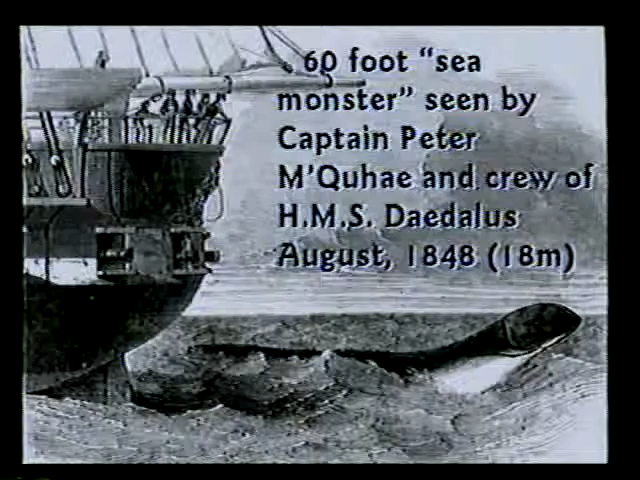 60 foot “sea
monster” seen by
Captain Peter
M'Quhae and crew of
H.M.S. Daedalus
August, 1848 (18m)